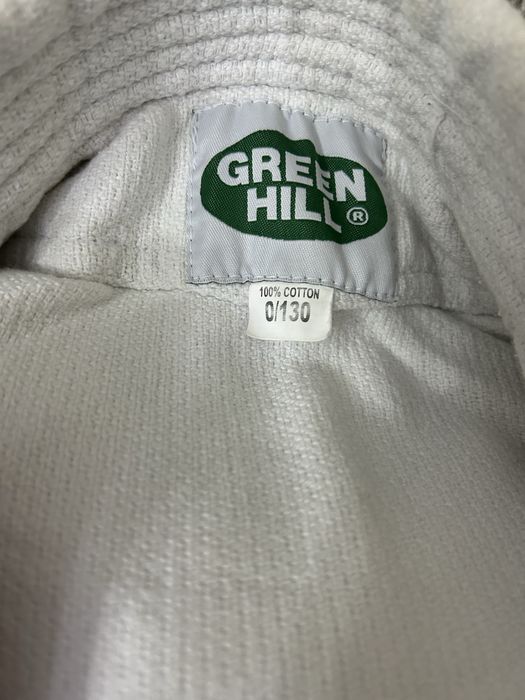 GREEN
HILL ®
100% COTTON
0/130